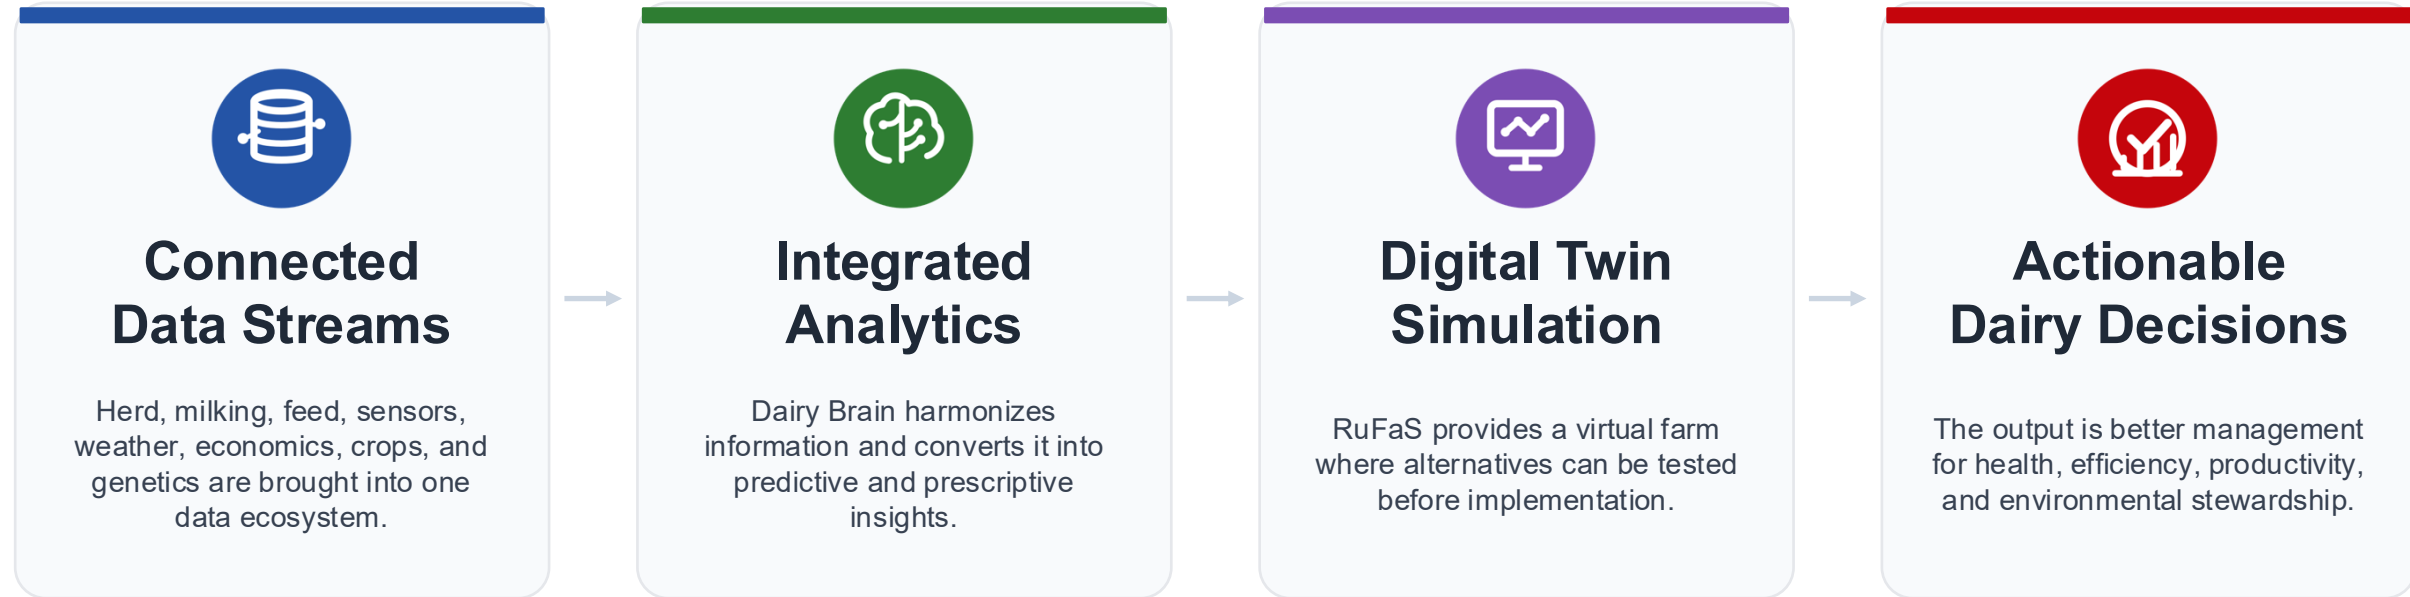 Connected
Data Streams
Herd, milking, feed, sensors,
weather, economics, crops, and
genetics are brought into one
data ecosystem.
Integrated
Analytics
Dairy Brain harmonizes
information and converts it into
predictive and prescriptive
insights.
Digital Twin
Simulation
RuFaS provides a virtual farm
where alternatives can be tested
before implementation.
Actionable
Dairy Decisions
The output is better management
for health, efficiency, productivity,
and environmental stewardship.